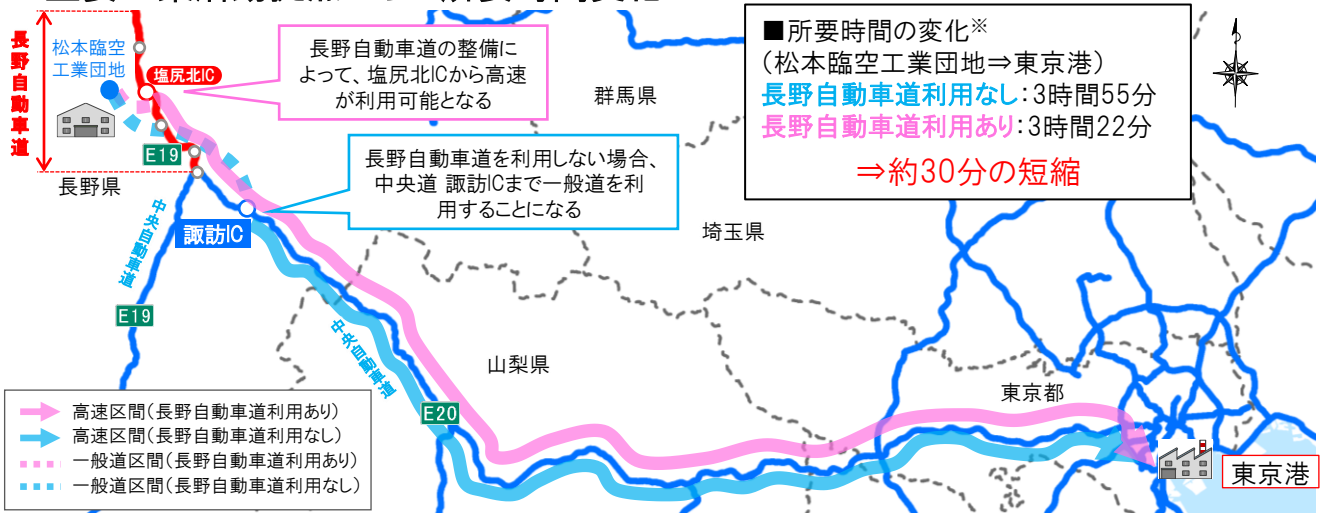 長野自動車道
松本臨空
工業団地
塩尻北IC
長野自動車道の整備に
よって、塩尻北ICから高速
が利用可能となる
群馬県
■所要時間の変化※
(松本臨空工業団地⇒東京港)
長野自動車道利用なし:3時間55分
長野自動車道利用あり:3時間22分
⇒約30分の短縮
E19
長野県
長野自動車道を利用しない場合、
中央道 諏訪ICまで一般道を利
用することになる
中央自動車道
諏訪IC
埼玉県
E19
中央自動車道
山梨県
E20
東京都
東京港
高速区間(長野自動車道利用あり)
高速区間(長野自動車道利用なし)
一般道区間(長野自動車道利用あり)
一般道区間(長野自動車道利用なし)